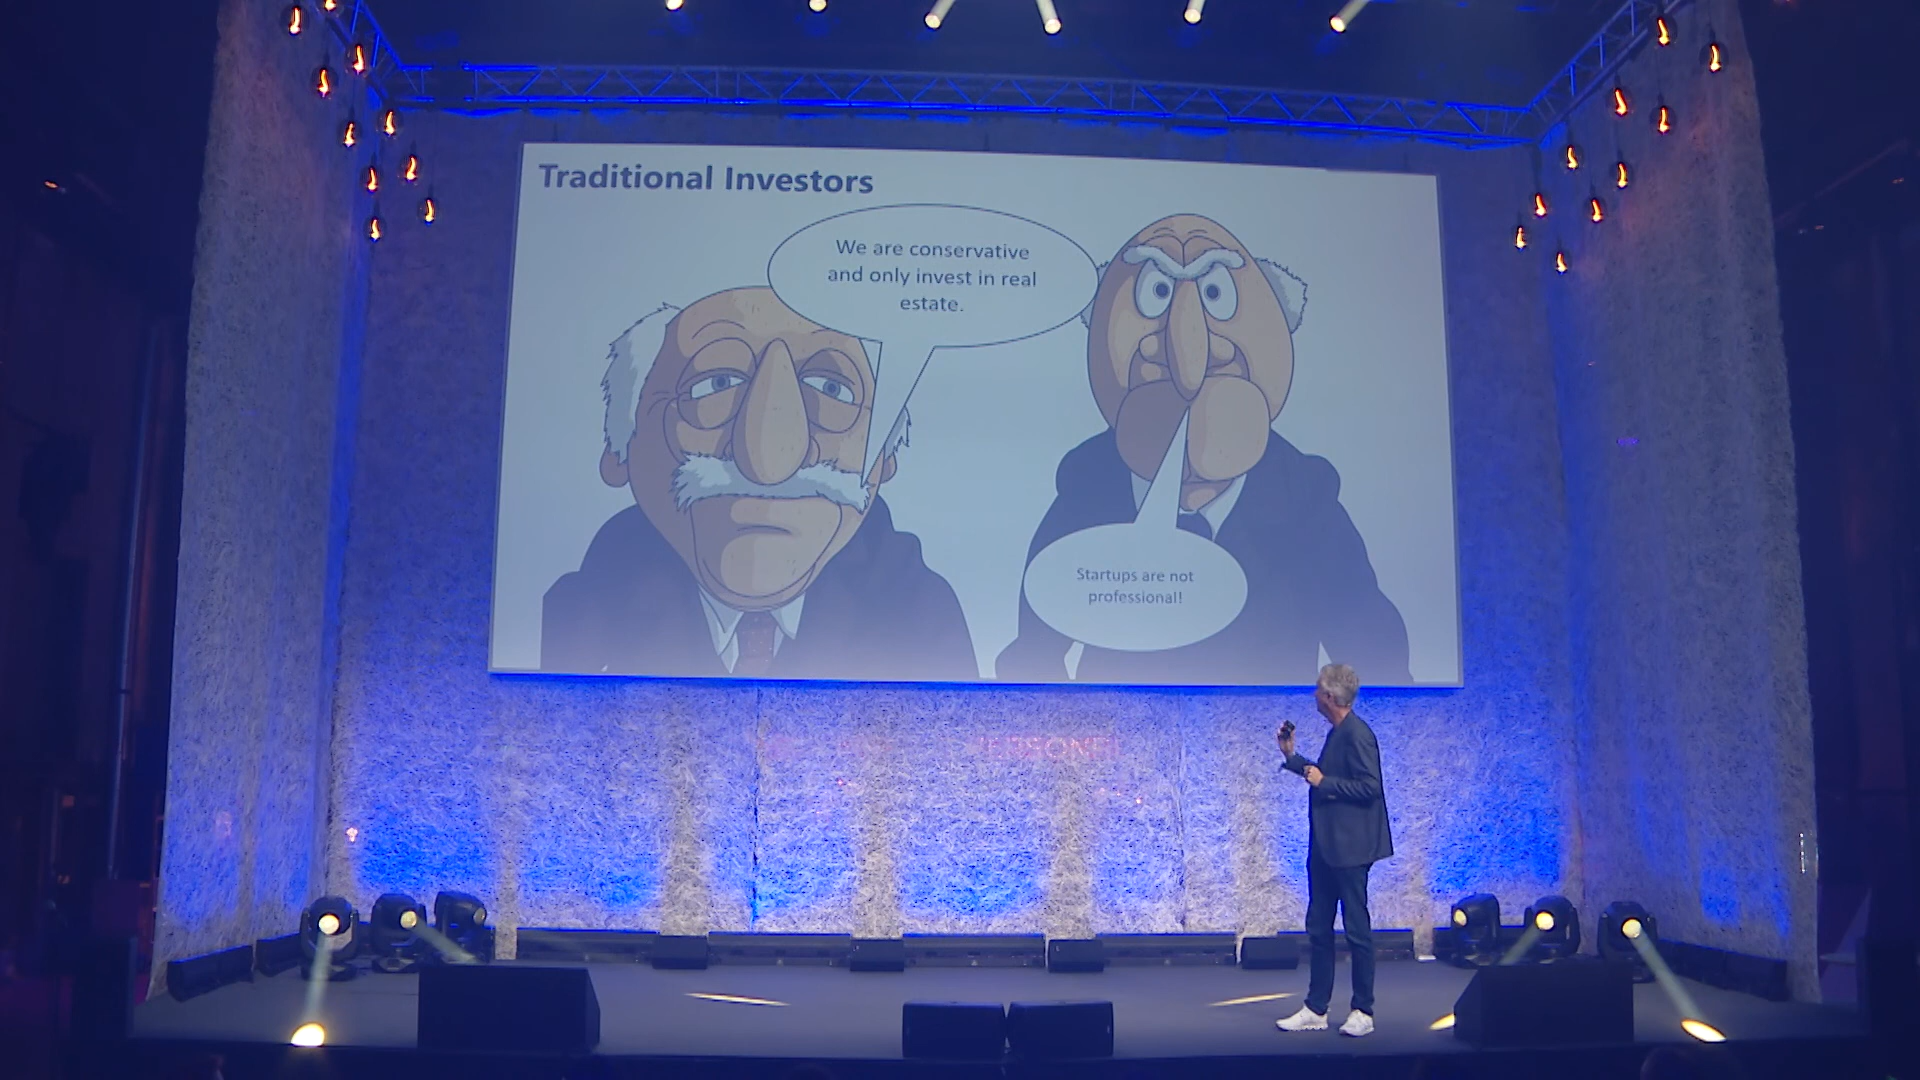 Traditional Investors
We are conservative
and only invest in real
estate.
Startups are not
professional!